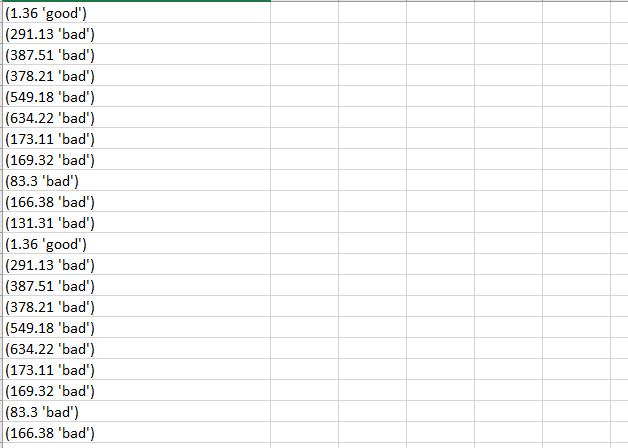 (1.36 'good')
(291.13 'bad')
(387.51 'bad')
(378.21 'bad')
(549.18 'bad')
(634.22 'bad')
(173.11 'bad')
(169.32 'bad')
(83.3 'bad')
(166.38 'bad')
(131.31 'bad')
(1.36 'good')
(291.13 'bad')
(387.51 'bad')
(378.21 'bad')
(549.18 'bad')
(634.22 'bad')
(173.11 'bad')
(169.32 'bad')
(83.3 'bad')
(166.38 'bad')